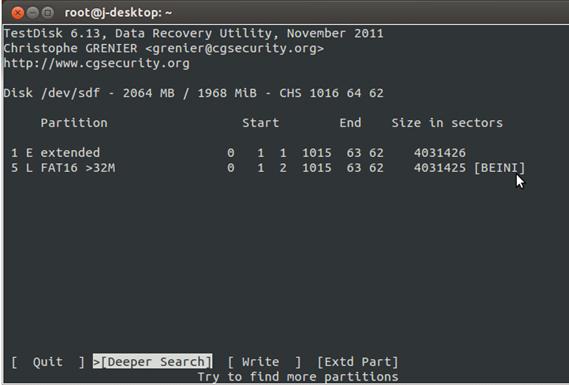 root@j-desktop: ~
TestDisk 6.13, Data Recovery Utility, November 2011
Christophe GRENIER <grenier@cgsecurity.org>
http://www.cgsecurity.org
Disk /dev/sdf - 2064 MB / 1968 MiB - CHS 1016 64 62
Partition Start End Size in sectors
1 E extended 0 1 1 1015 63 62 4031426
5 L FAT16 >32M 0 1 2 1015 63 62 4031425 [BEINI]
[ Quit ] >[Deeper Search] [ Write ] [Extd Part]
Try to find more partitions